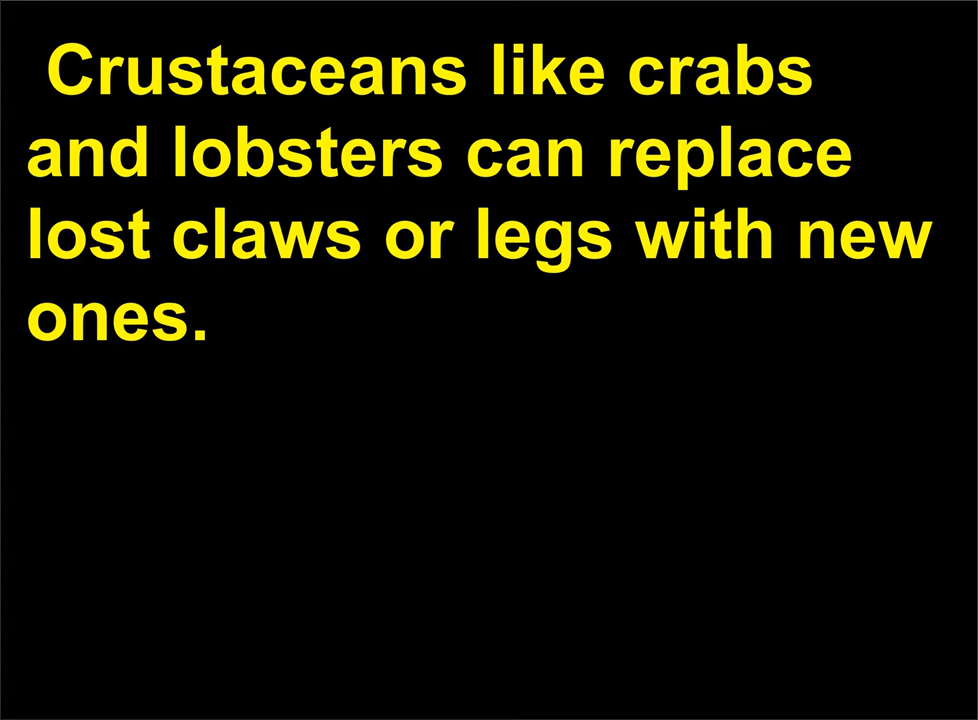 Crustaceans like crabs
and lobsters can replace
lost claws or legs with new
ones.